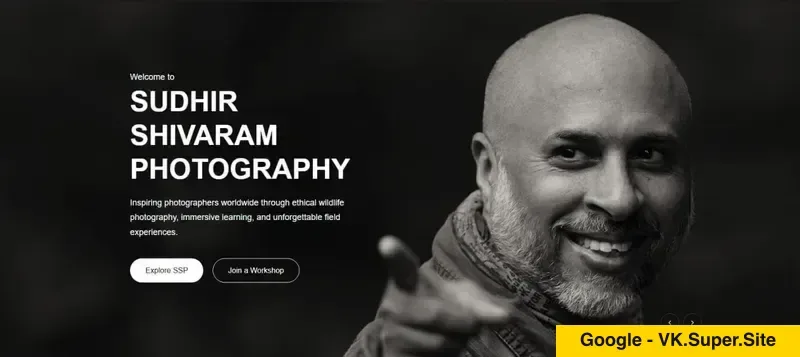 Welcome to
SUDHIR
SHIVARAM
PHOTOGRAPHY
Inspiring photographers worldwide through ethical wildlife
photography, immersive learning, and unforgettable field
experiences.
Explore SSP
Join a Workshop
Google - VK.Super.Site